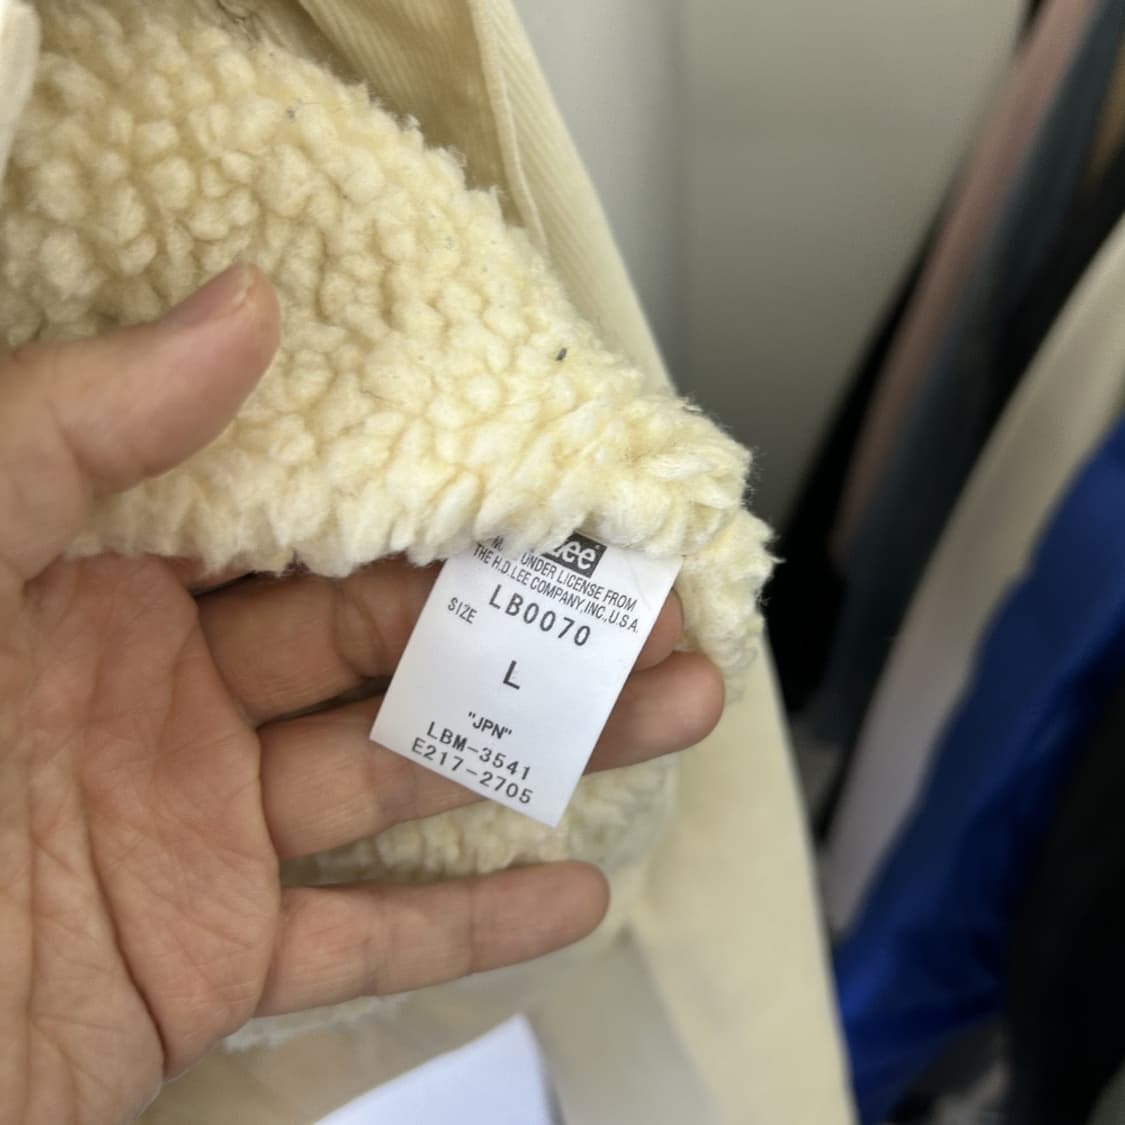 Lee
UNDER LICENSE FROM
THE H.D.LEE COMPANY,INC.,U.S.A.
LB0070
SIZE
L
"JPN"
LBM-3541
E217-2705